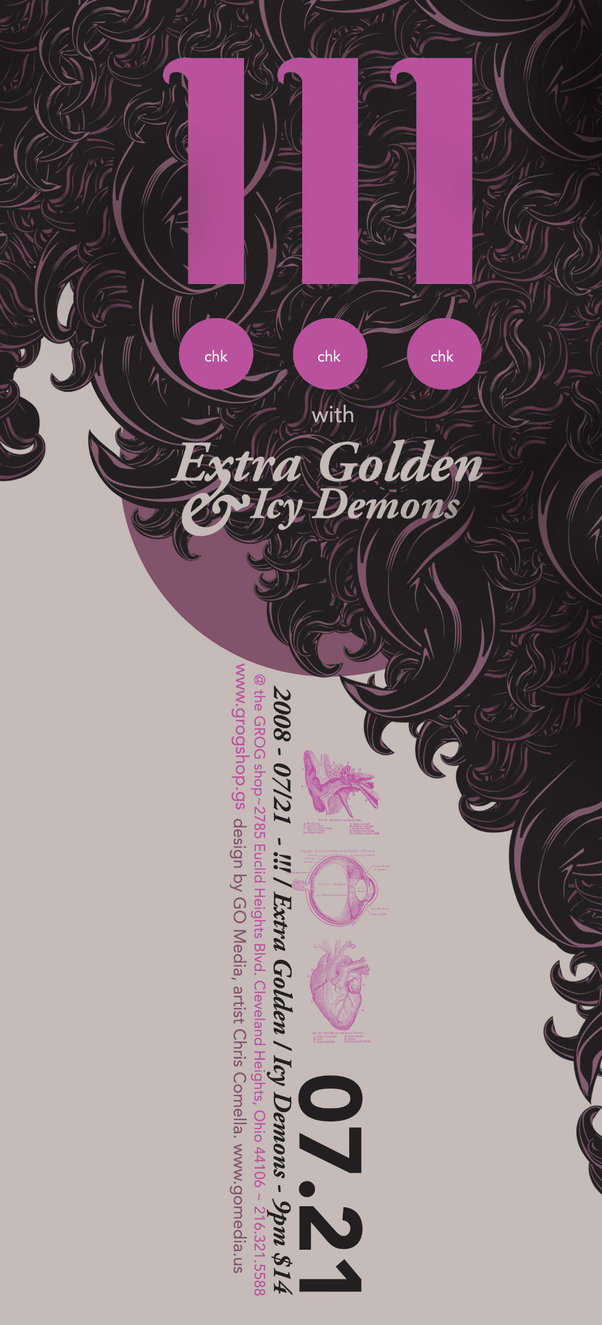 !!!
chk chk chk
with
Extra Golden
& Icy Demons
07.21
2008 - 07/21 - !!! / Extra Golden / Icy Demons - 9pm $14
@ the GROG shop~ 2785 Euclid Heights Blvd. Cleveland Heights, Ohio 44106 ~ 216.321.5588
www.grogshop.gs design by GO Media, artist Chris Comella. www.gomedia.us